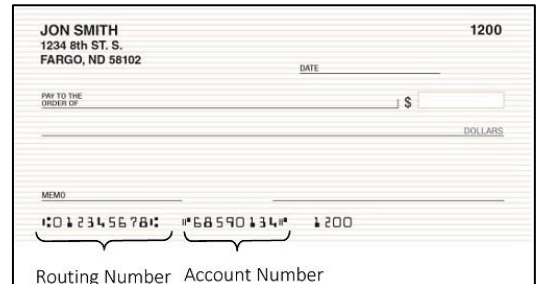 JON SMITH 1200
1234 8th ST. S.
FARGO, ND 58102
DATE
PAY TO THE
ORDER OF $
DOLLARS
MEMO
⑆012345678⑆ ⑈68590134⑈ 1200
Routing Number Account Number